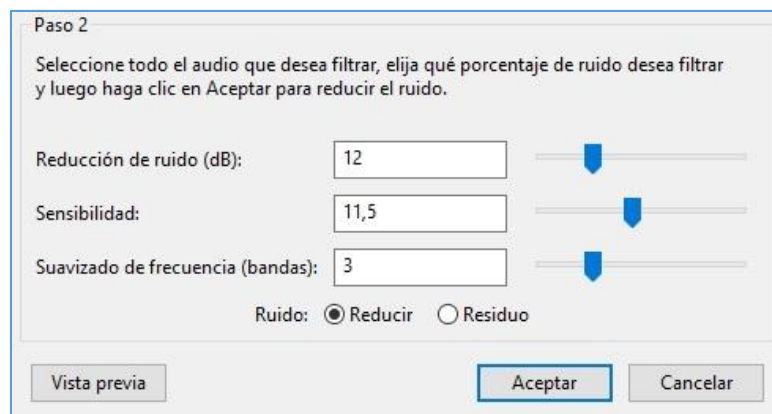 Paso 2
Seleccione todo el audio que desea filtrar, elija qué porcentaje de ruido desea filtrar
y luego haga clic en Aceptar para reducir el ruido.
Reducción de ruido (dB): 12
Sensibilidad: 11,5
Suavizado de frecuencia (bandas): 3
Ruido: Reducir Residuo
Vista previa Aceptar Cancelar